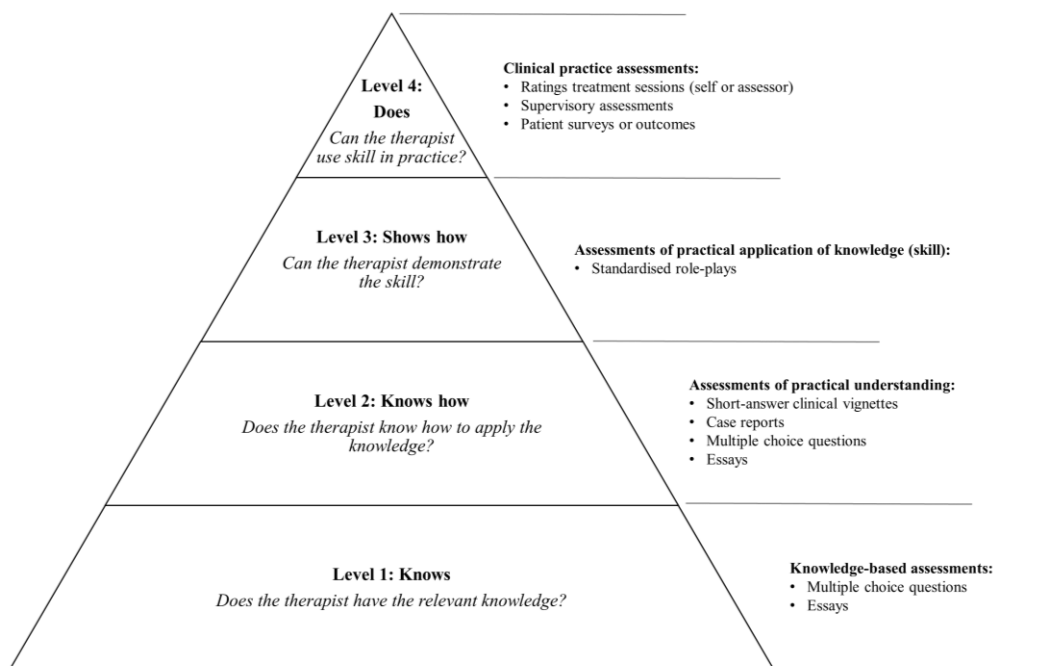 Level 4:
Does
Can the therapist
use skill in practice?
Clinical practice assessments:
• Ratings treatment sessions (self or assessor)
• Supervisory assessments
• Patient surveys or outcomes
Level 3: Shows how
Can the therapist demonstrate
the skill?
Assessments of practical application of knowledge (skill):
• Standardised role-plays
Level 2: Knows how
Does the therapist know how to apply the
knowledge?
Assessments of practical understanding:
• Short-answer clinical vignettes
• Case reports
• Multiple choice questions
• Essays
Level 1: Knows
Does the therapist have the relevant knowledge?
Knowledge-based assessments:
• Multiple choice questions
• Essays